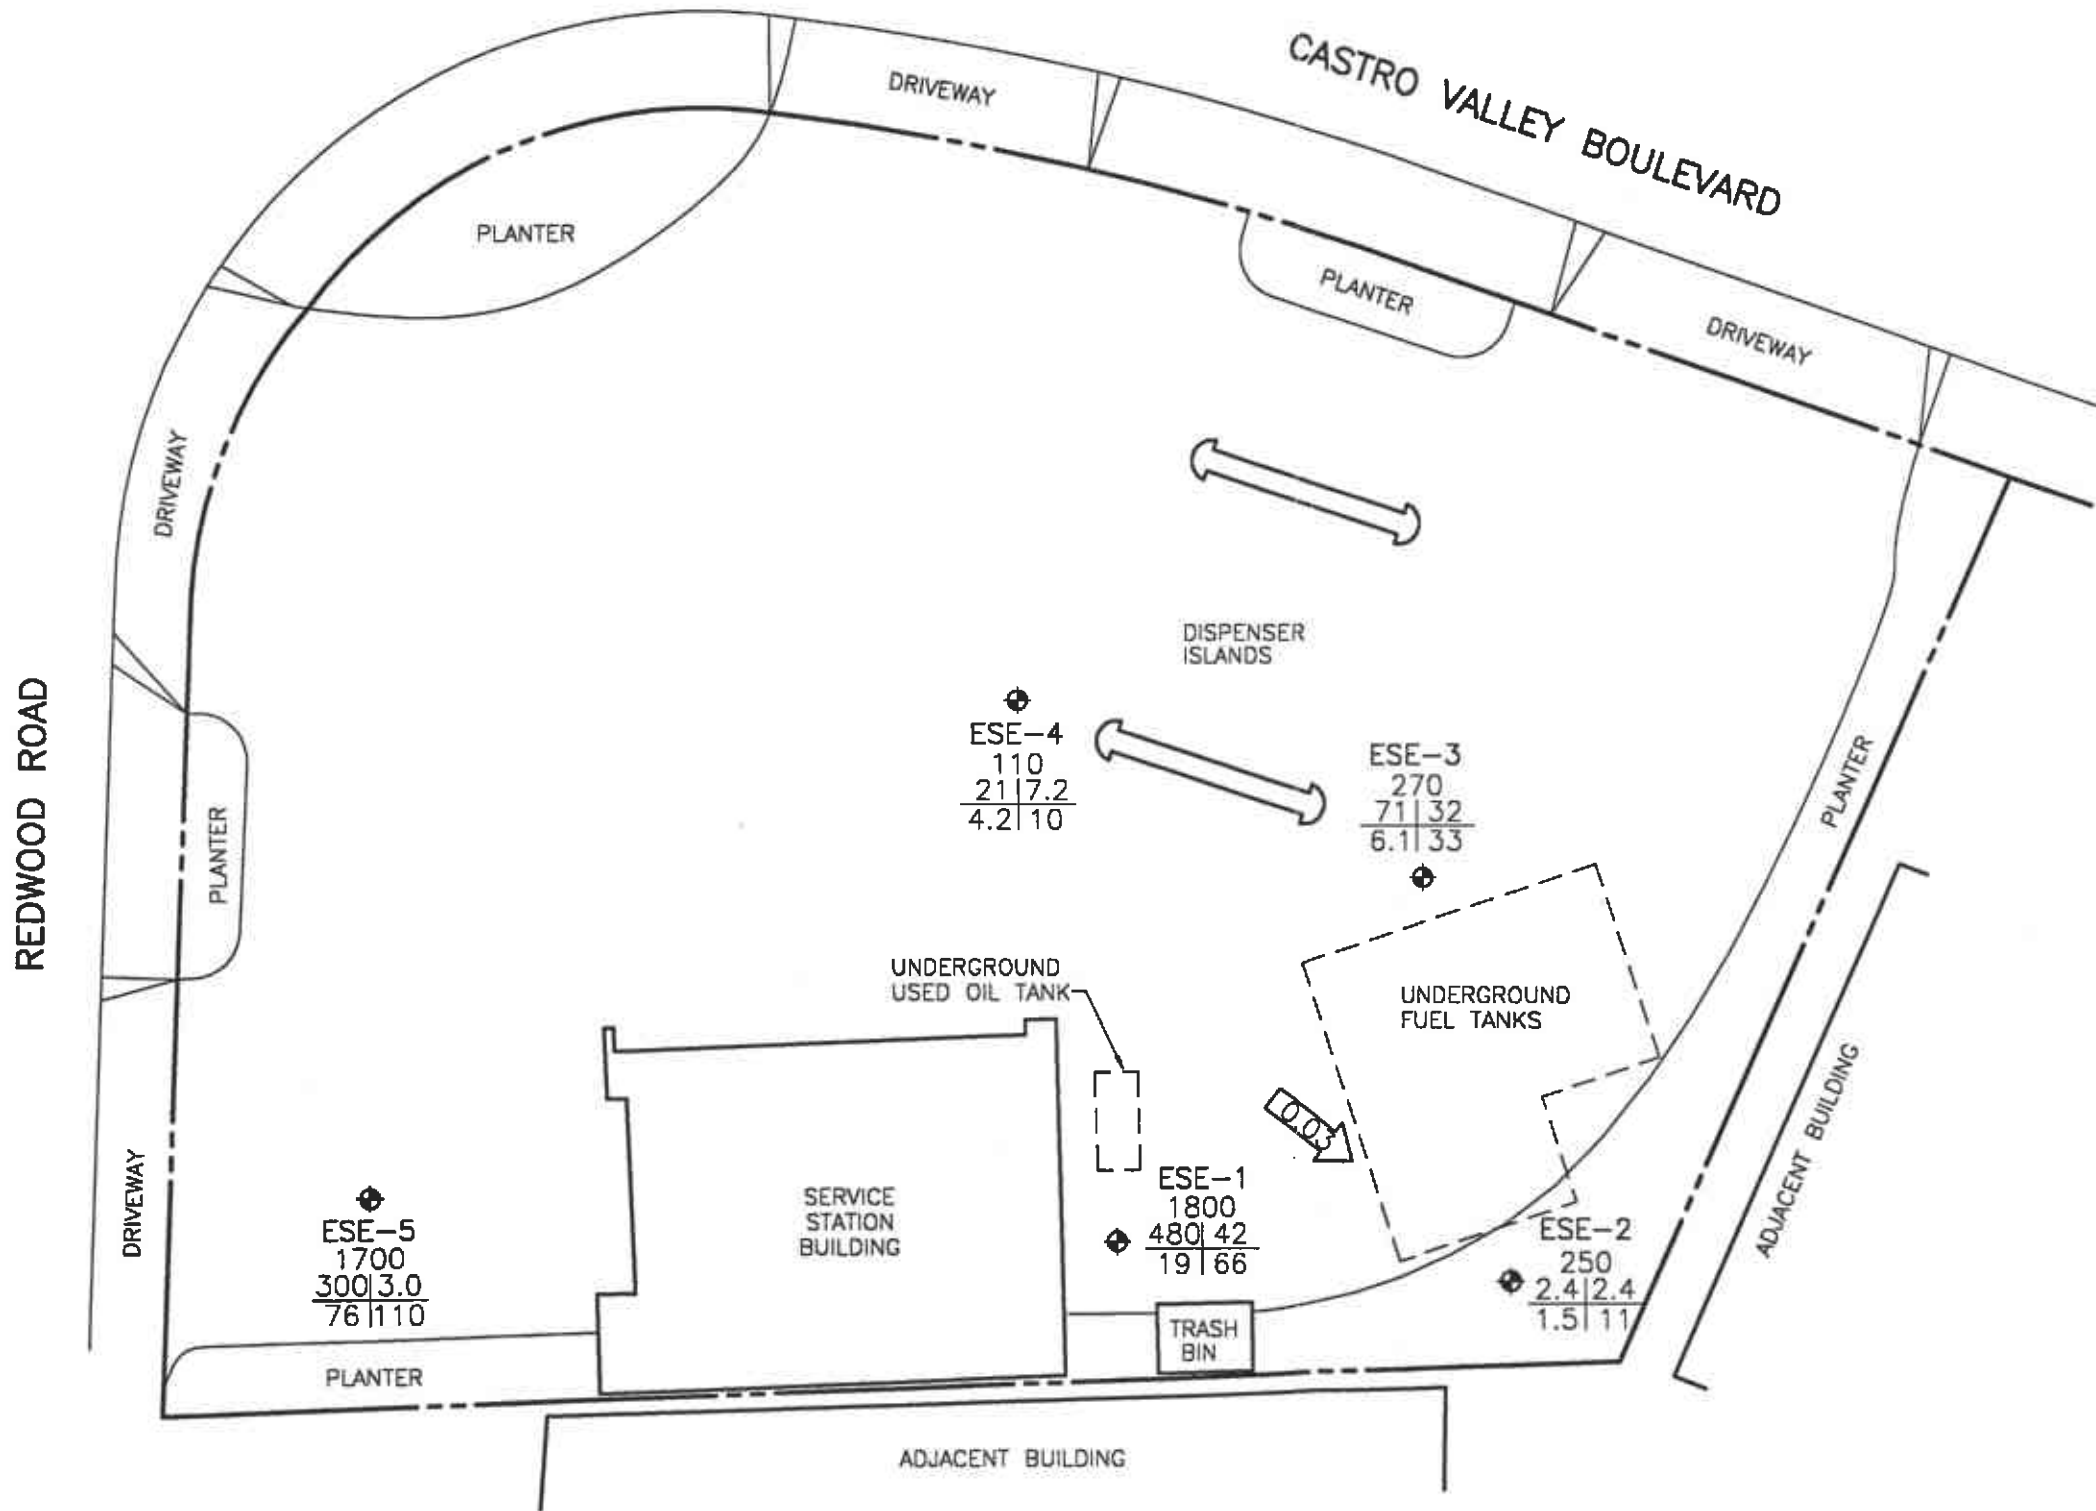 CASTRO VALLEY BOULEVARD
DRIVEWAY
PLANTER
PLANTER
DRIVEWAY
DRIVEWAY
DISPENSER
ISLANDS
REDWOOD ROAD
PLANTER
ESE-4
110
21|7.2
4.2|10
ESE-3
270
71|32
6.1|33
PLANTER
UNDERGROUND
USED OIL TANK
UNDERGROUND
FUEL TANKS
ADJACENT BUILDING
0.03
DRIVEWAY
ESE-5
1700
300|3.0
76|110
SERVICE
STATION
BUILDING
ESE-1
1800
480|42
19|66
ESE-2
250
2.4|2.4
1.5|11
TRASH
BIN
PLANTER
ADJACENT BUILDING